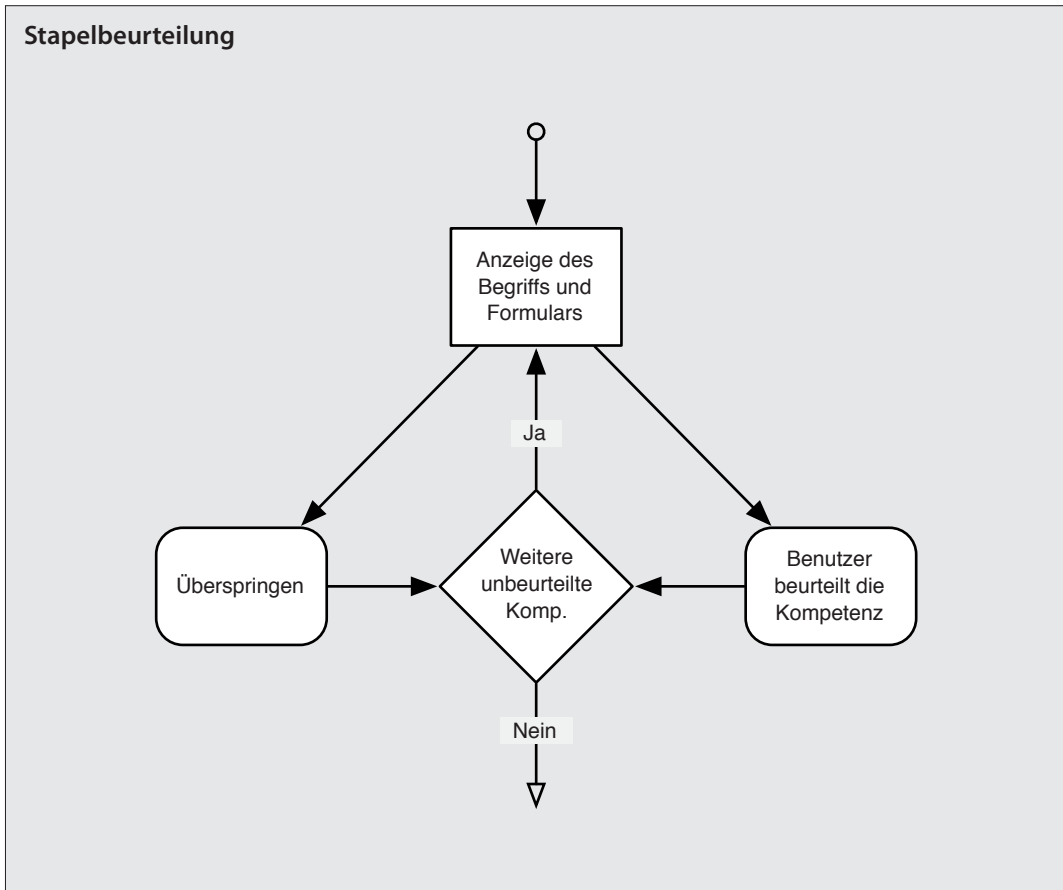 Stapelbeurteilung
Anzeige des
Begriffs und
Formulars
Ja
Überspringen
Weitere
unbeurteilte
Komp.
Benutzer
beurteilt die
Kompetenz
Nein